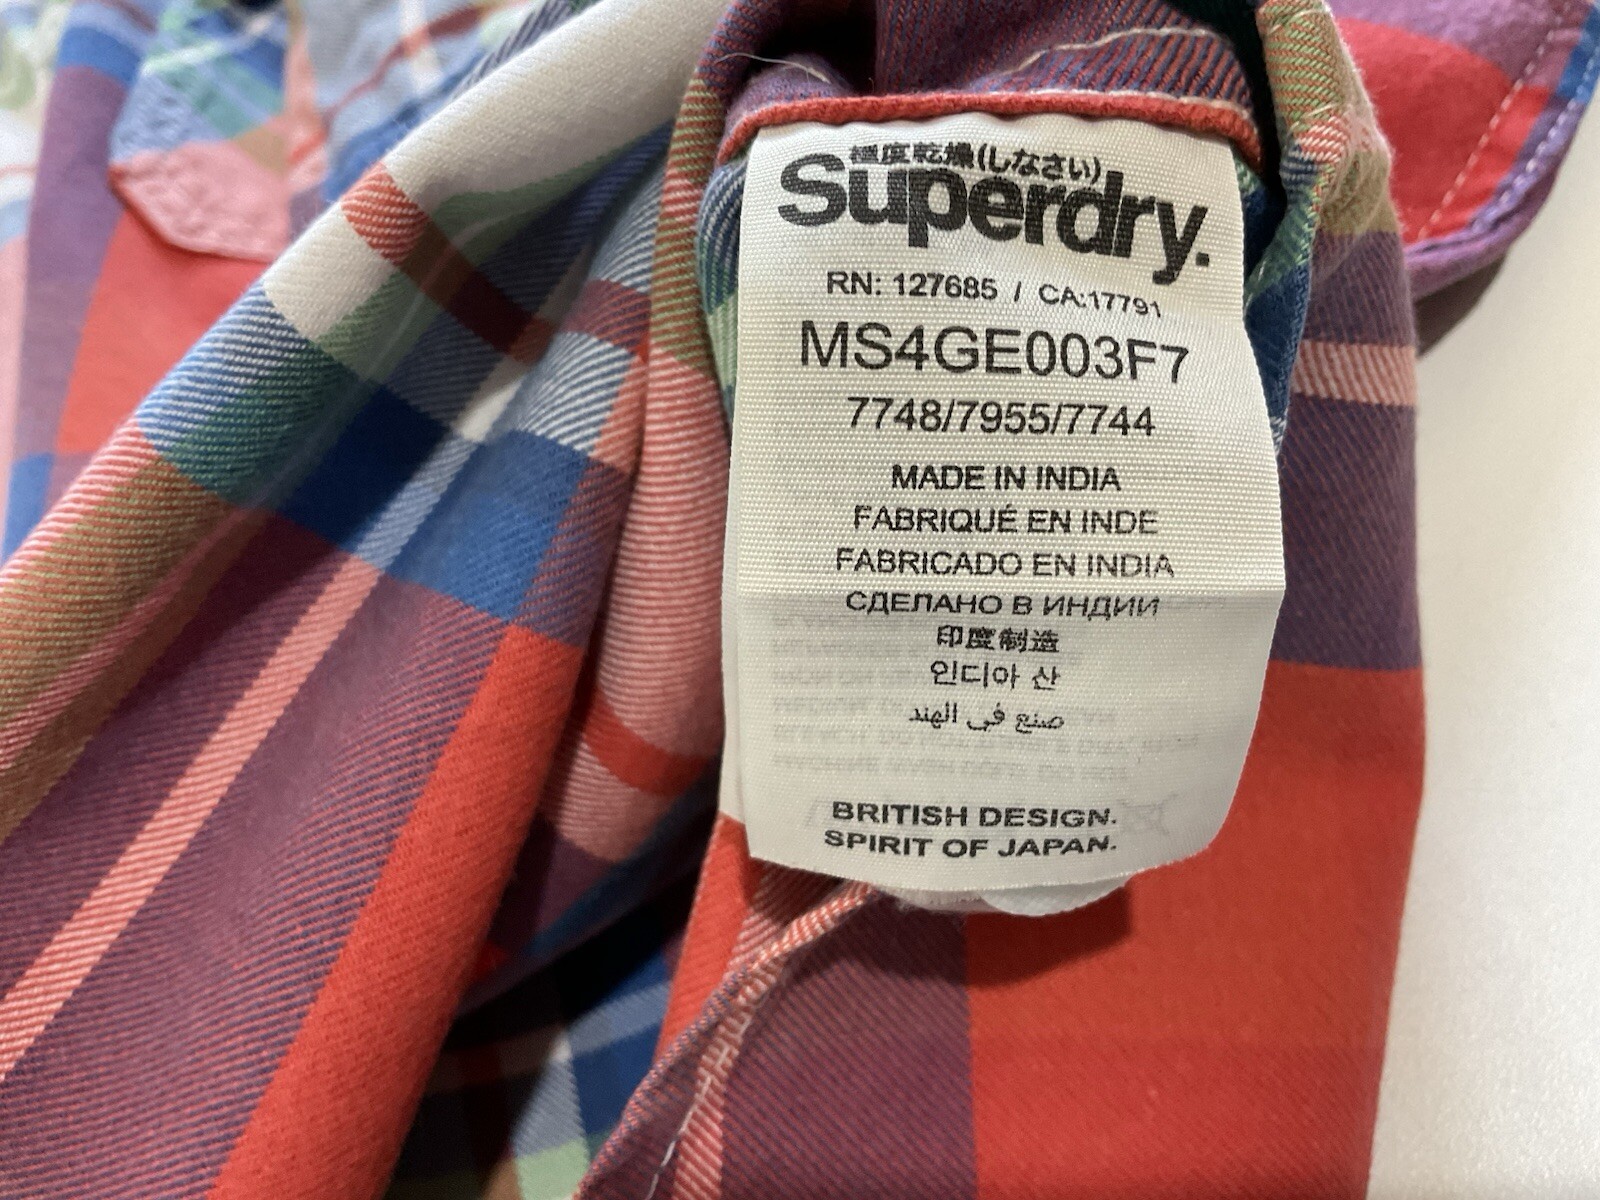 極度乾燥(しなさい)
Superdry.
RN: 127685 / CA:17791
MS4GE003F7
7748/7955/7744
MADE IN INDIA
FABRIQUÉ EN INDE
FABRICADO EN INDIA
СДЕЛАНО В ИНДИИ
印度制造
인디아 산
صنع في الهند
BRITISH DESIGN.
SPIRIT OF JAPAN.